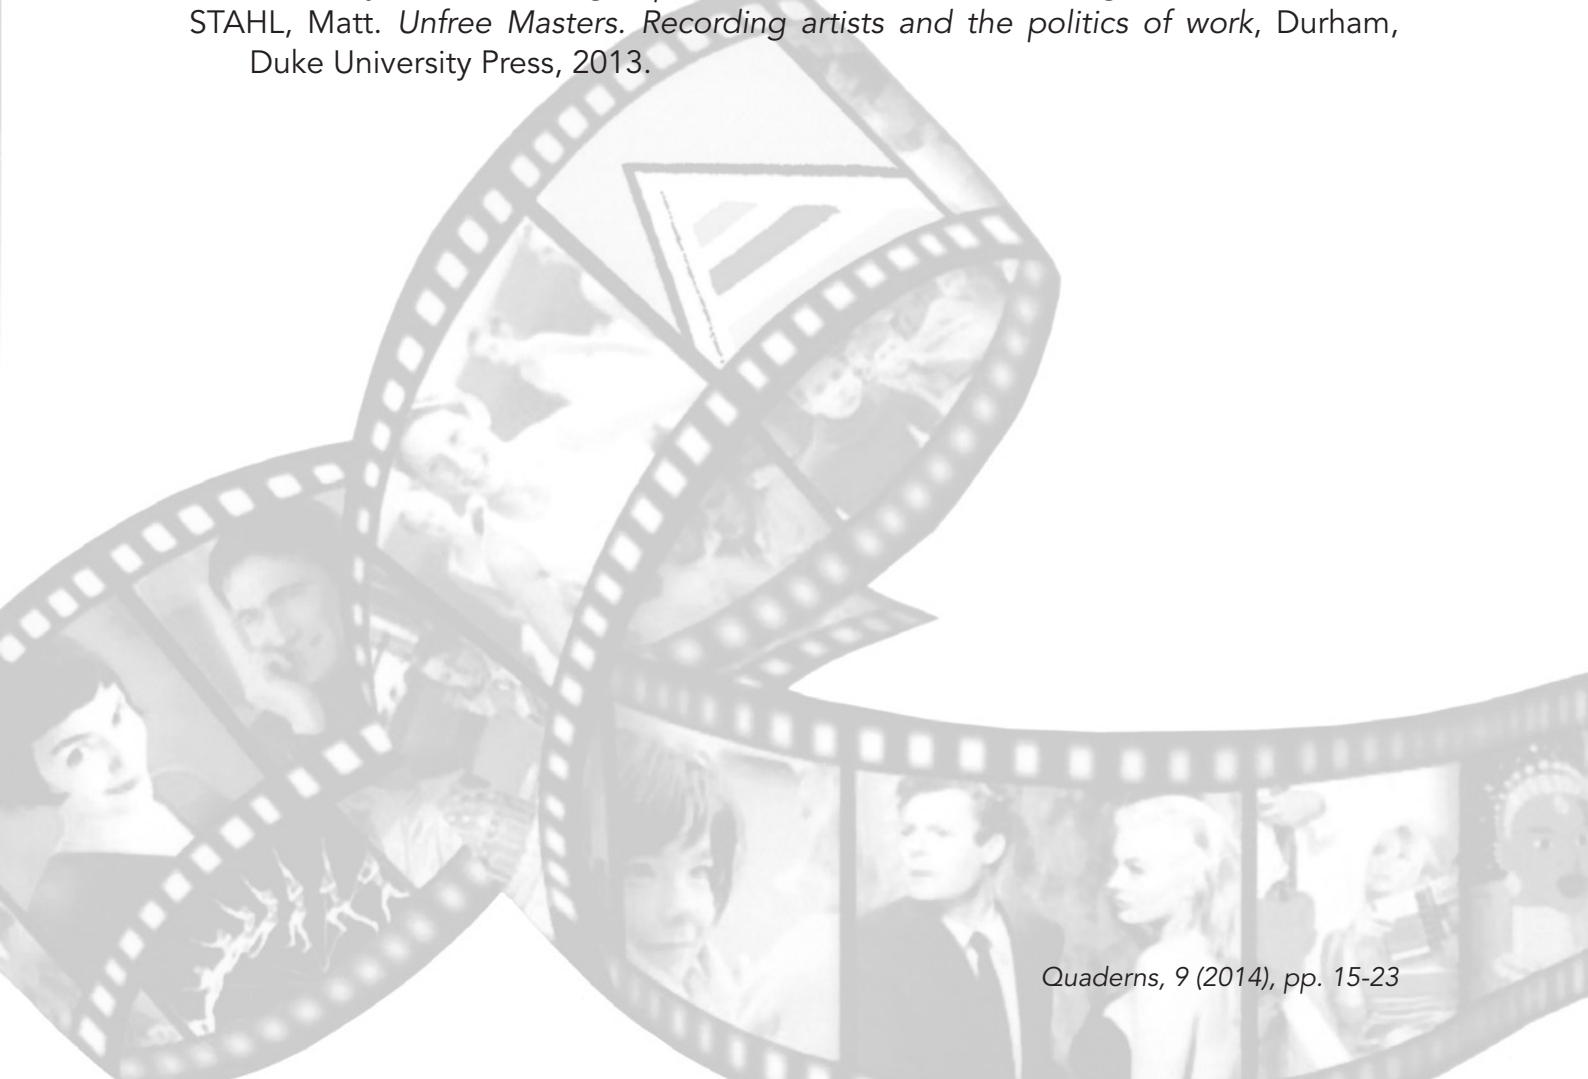 STAHL, Matt. Unfree Masters. Recording artists and the politics of work, Durham,
Duke University Press, 2013.
Quaderns, 9 (2014), pp. 15-23